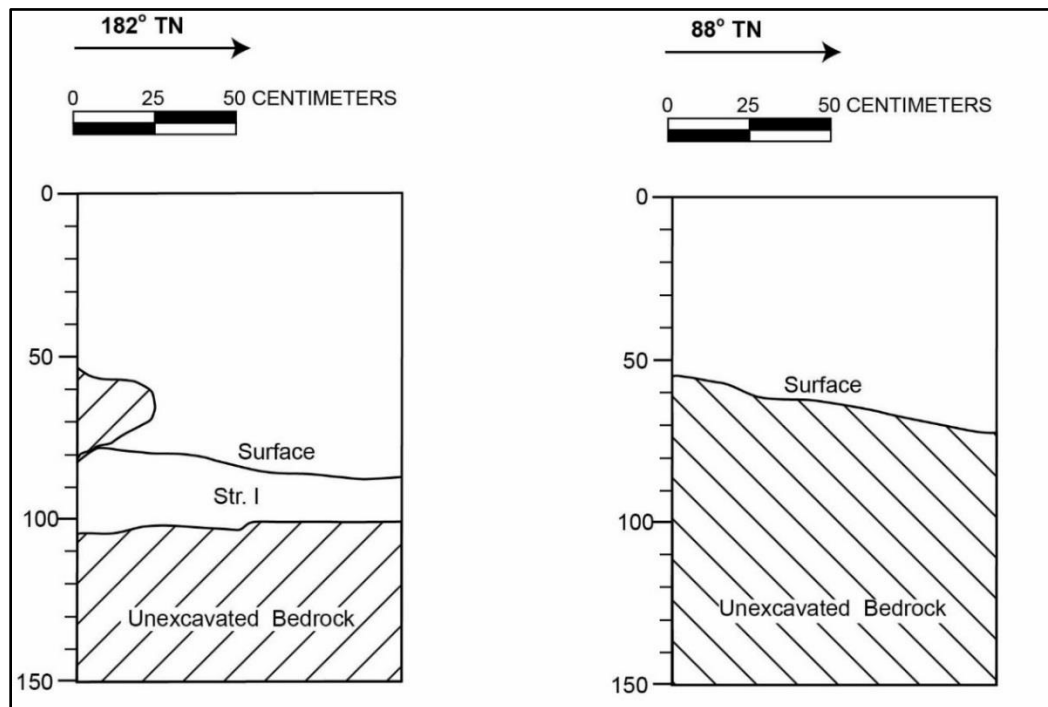 182° TN
0 25 50 CENTIMETERS
0
50
100
150
Surface
Str. I
Unexcavated Bedrock
88° TN
0 25 50 CENTIMETERS
0
50
100
150
Surface
Unexcavated Bedrock